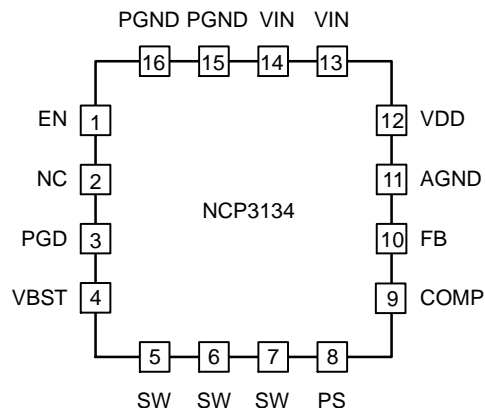 PGND PGND VIN VIN
16 15 14 13
EN 1 12 VDD
NC 2 11 AGND
NCP3134
PGD 3 10 FB
VBST 4 9 COMP
5 6 7 8
SW SW SW PS